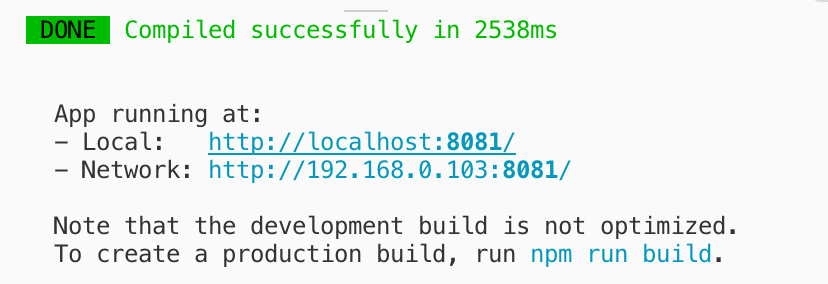 DONE Compiled successfully in 2538ms
App running at:
- Local: http://localhost:8081/
- Network: http://192.168.0.103:8081/
Note that the development build is not optimized.
To create a production build, run npm run build.